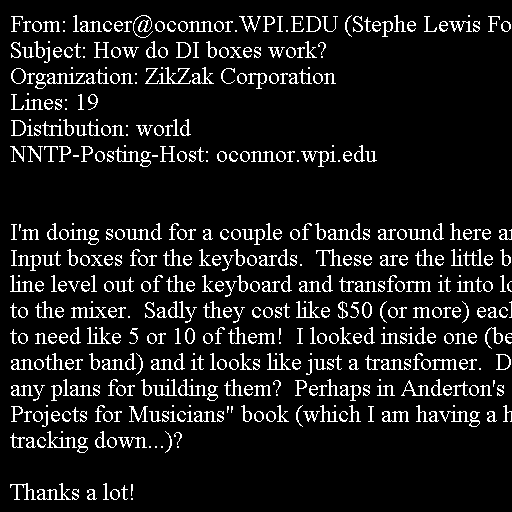 From: lancer@oconnor.WPI.EDU (Stephe Lewis Fo
Subject: How do DI boxes work?
Organization: ZikZak Corporation
Lines: 19
Distribution: world
NNTP-Posting-Host: oconnor.wpi.edu
I'm doing sound for a couple of bands around here a
Input boxes for the keyboards.  These are the little b
line level out of the keyboard and transform it into lo
to the mixer.  Sadly they cost like $50 (or more) eac
to need like 5 or 10 of them!  I looked inside one (be
another band) and it looks like just a transformer.  D
any plans for building them?  Perhaps in Anderton's
Projects for Musicians" book (which I am having a h
tracking down...)?
Thanks a lot!